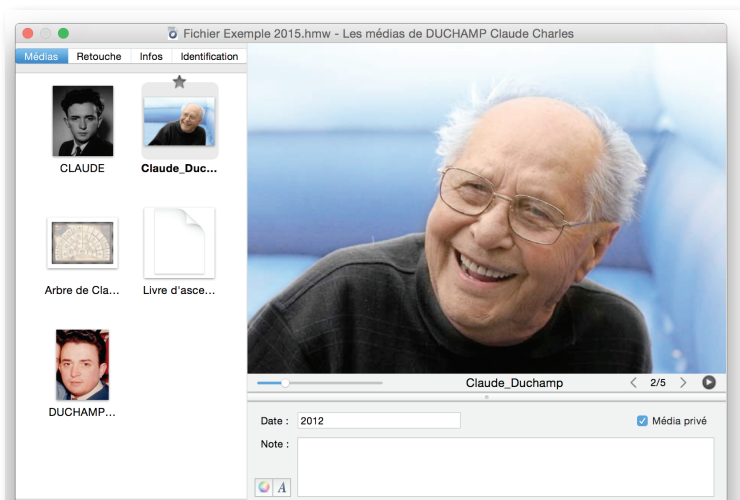 Fichier Exemple 2015.hmw - Les médias de DUCHAMP Claude Charles
Médias Retouche Infos Identification
CLAUDE Claude_Duc...
Arbre de Cla... Livre d'asce...
DUCHAMP...
Claude_Duchamp 2/5
Date : 2012 Média privé
Note :
A